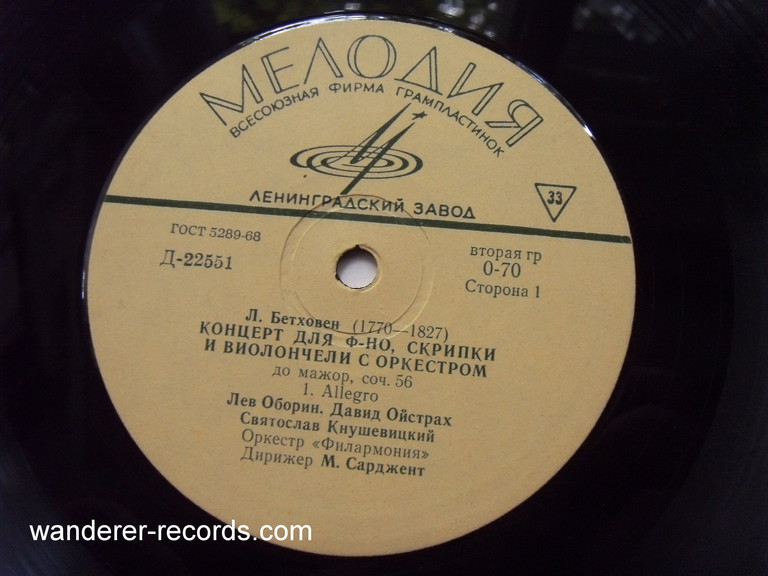 МЕЛОДИЯ
ВСЕСОЮЗНАЯ ФИРМА ГРАМПЛАСТИНОК
ЛЕНИНГРАДСКИЙ ЗАВОД
33
ГОСТ 5289-68
Д-22551
вторая гр
0-70
Сторона 1
Л. Бетховен (1770—1827)
КОНЦЕРТ ДЛЯ Ф-НО, СКРИПКИ
И ВИОЛОНЧЕЛИ С ОРКЕСТРОМ
до мажор, соч. 56
1. Allegro
Лев Оборин. Давид Ойстрах
Святослав Кнушевицкий
Оркестр «Филармония»
Дирижер М. Сарджент
wanderer-records.com